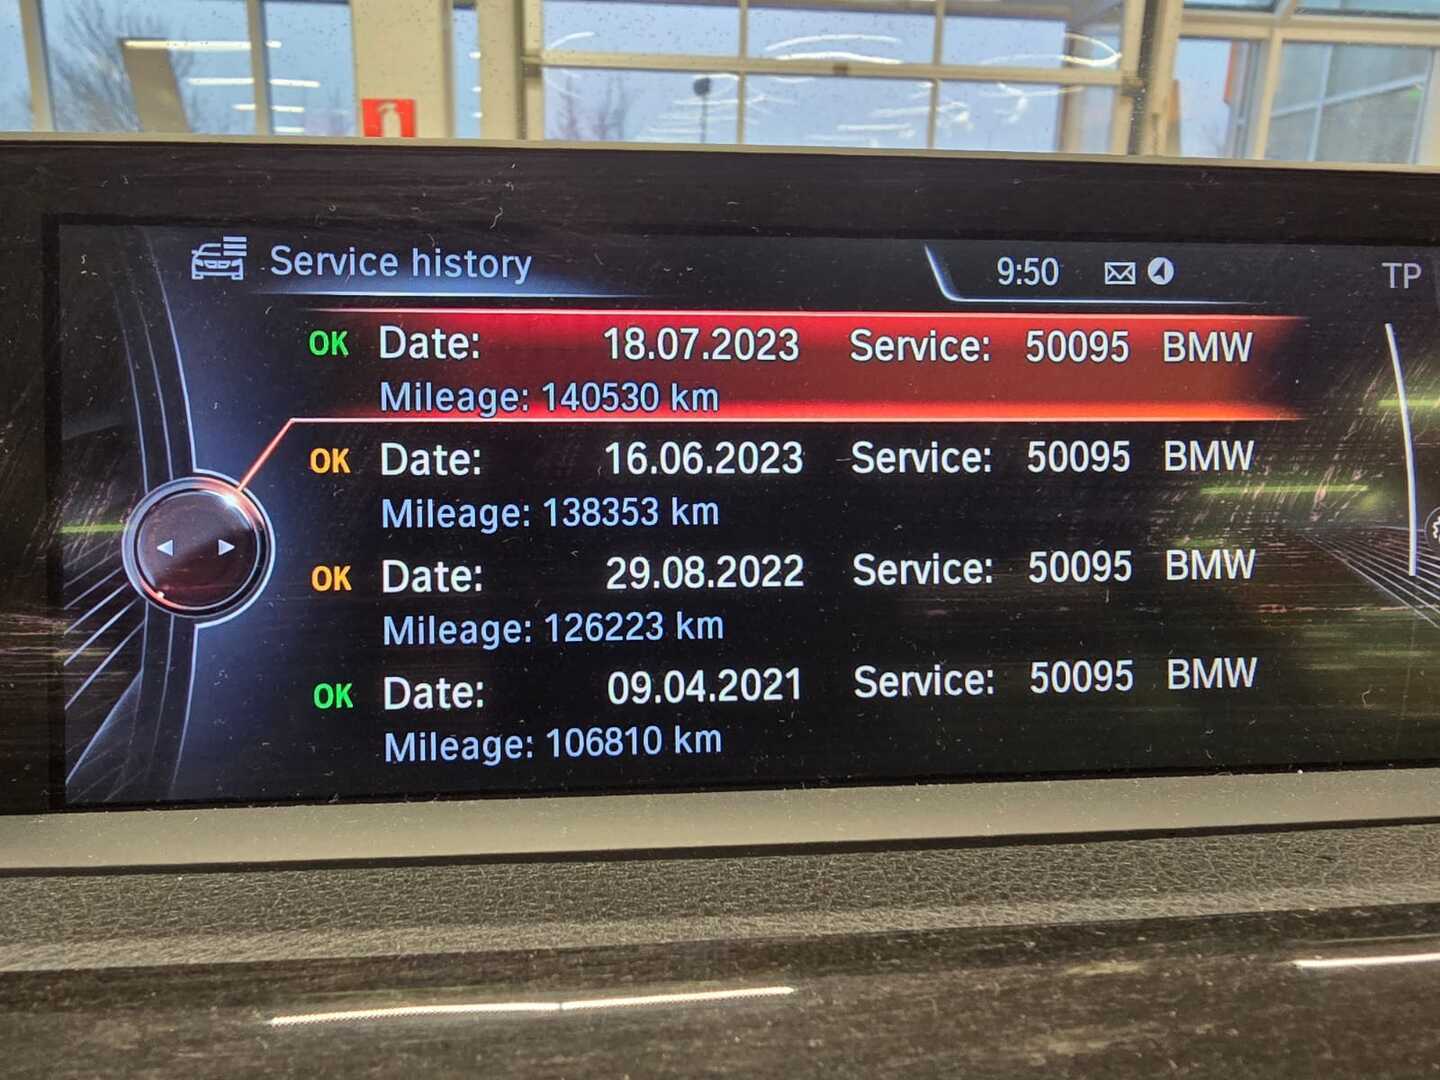 Service history 9:50 TP
OK Date: 18.07.2023 Service: 50095 BMW
Mileage: 140530 km
OK Date: 16.06.2023 Service: 50095 BMW
Mileage: 138353 km
OK Date: 29.08.2022 Service: 50095 BMW
Mileage: 126223 km
OK Date: 09.04.2021 Service: 50095 BMW
Mileage: 106810 km